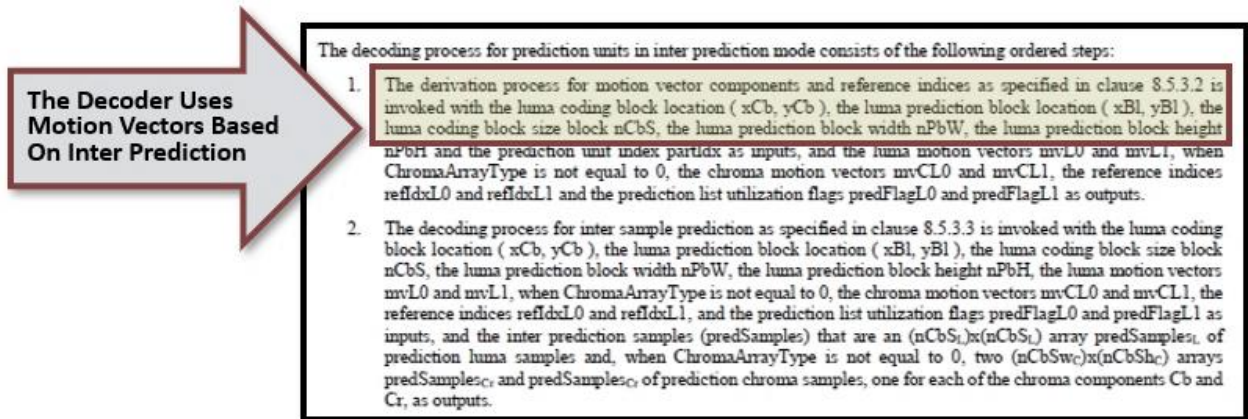 The Decoder Uses
Motion Vectors Based
On Inter Prediction
The decoding process for prediction units in inter prediction mode consists of the following ordered steps:
1. The derivation process for motion vector components and reference indices as specified in clause 8.5.3.2 is
invoked with the luma coding block location ( xCb, yCb ), the luma prediction block location ( xBl, yBl ), the
luma coding block size block nCbS, the luma prediction block width nPbW, the luma prediction block height
nPbH and the prediction unit index partIdx as inputs, and the luma motion vectors mvL0 and mvL1, when
ChromaArrayType is not equal to 0, the chroma motion vectors mvCL0 and mvCL1, the reference indices
refIdxL0 and refIdxL1 and the prediction list utilization flags predFlagL0 and predFlagL1 as outputs.
2. The decoding process for inter sample prediction as specified in clause 8.5.3.3 is invoked with the luma coding
block location ( xCb, yCb ), the luma prediction block location ( xBl, yBl ), the luma coding block size block
nCbS, the luma prediction block width nPbW, the luma prediction block height nPbH, the luma motion vectors
mvL0 and mvL1, when ChromaArrayType is not equal to 0, the chroma motion vectors mvCL0 and mvCL1, the
reference indices refIdxL0 and refIdxL1, and the prediction list utilization flags predFlagL0 and predFlagL1 as
inputs, and the inter prediction samples (predSamples) that are an (nCbSL)x(nCbSL) array predSamplesL of
prediction luma samples and, when ChromaArrayType is not equal to 0, two (nCbSwC)x(nCbShC) arrays
predSamplesCr and predSamplesCr of prediction chroma samples, one for each of the chroma components Cb and
Cr, as outputs.